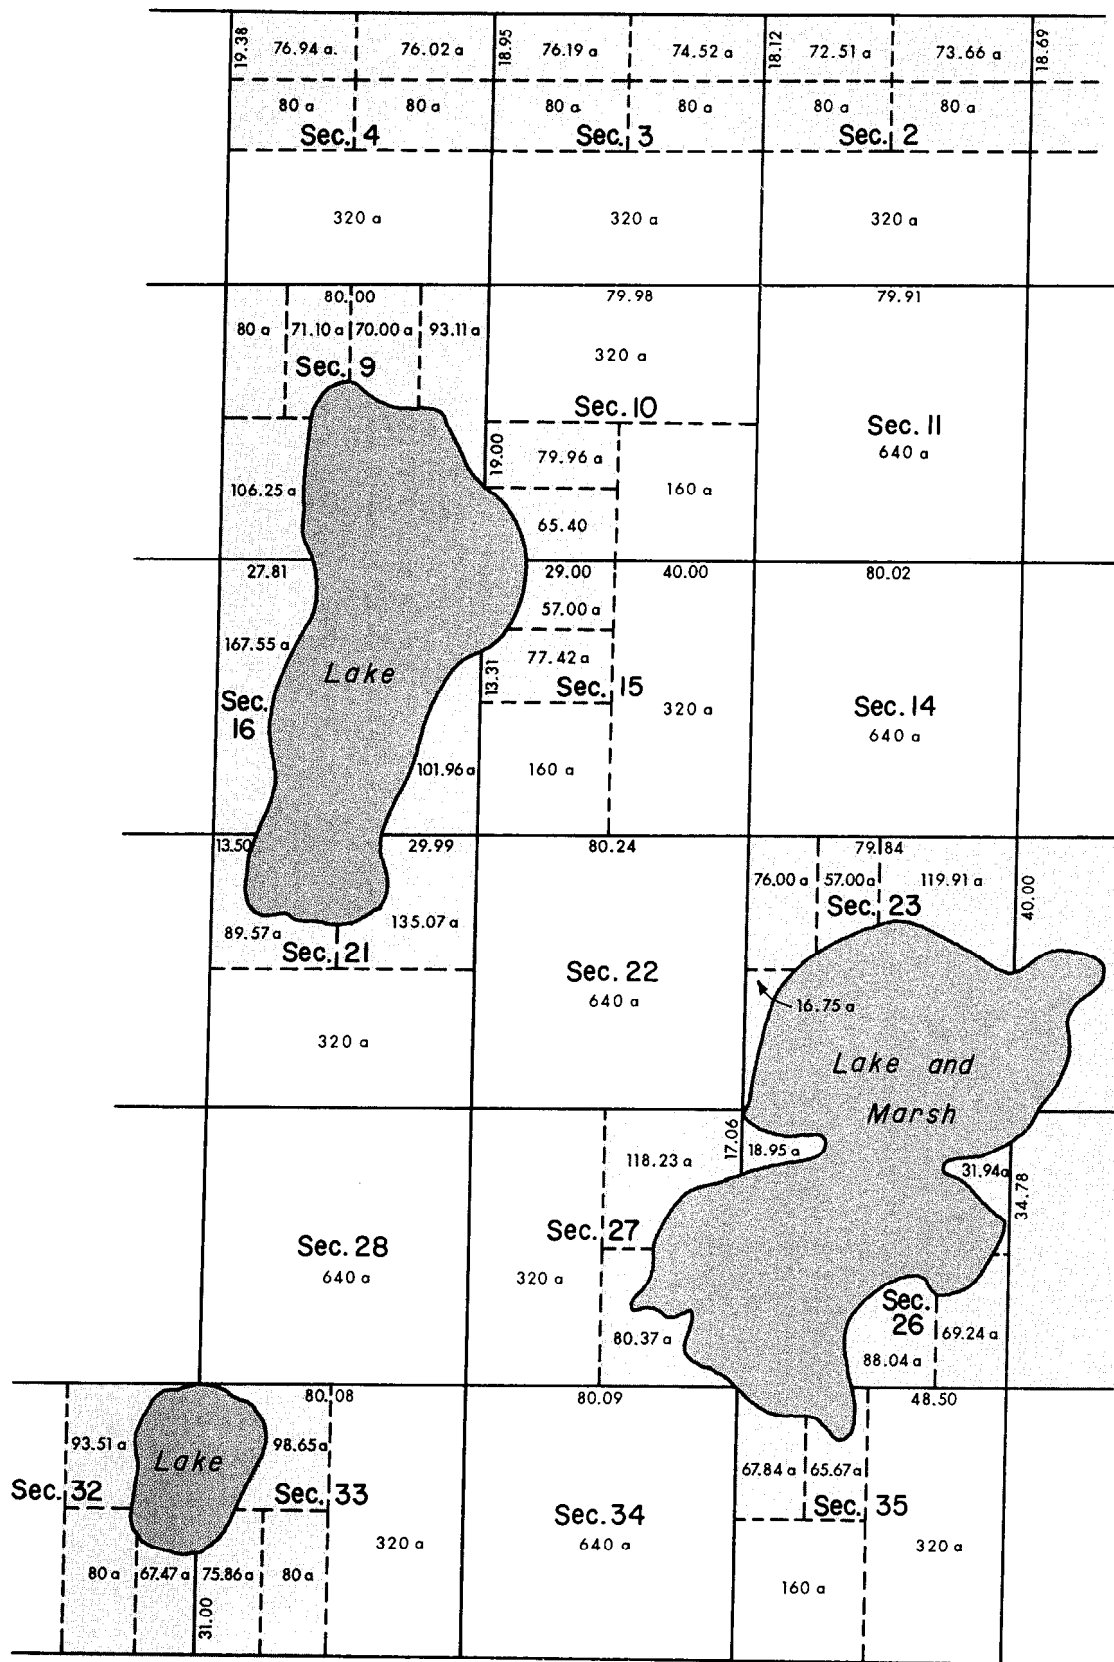 19.38 76.94 a. 76.02 a 18.95 76.19 a 74.52 a 18.12 72.51 a 73.66 a 18.69
80 a 80 a 80 a 80 a 80 a 80 a
Sec. 4 Sec. 3 Sec. 2
320 a 320 a 320 a
80.00 79.98 79.91
80 a 71.10 a 70.00 a 93.11 a
320 a
Sec. 9
Sec. 10
Sec. 11
640 a
19.00 79.96 a
106.25 a 160 a
65.40
27.81 29.00 40.00 80.02
57.00 a
167.55 a
77.42 a
Lake
13.31
Sec. 15
Sec.
16
320 a
Sec. 14
640 a
101.96 a 160 a
13.50 29.99 80.24 79.84
76.00 a 57.00 a 119.91 a 40.00
Sec. 23
89.57 a 135.07 a
Sec. 21
Sec. 22
640 a
16.75 a
320 a
Lake and
Marsh
17.06
118.23 a 18.95 a 31.94 a
34.78
Sec. 27
Sec. 28
640 a
320 a
Sec.
26
80.37 a 88.04 a 69.24 a
80.08 80.09 48.50
93.51 a Lake 98.65 a
67.84 a 65.67 a
Sec. 32 Sec. 33
Sec. 34
640 a
Sec. 35
320 a 320 a
80 a 67.47 a 75.86 a 80 a
160 a
31.00